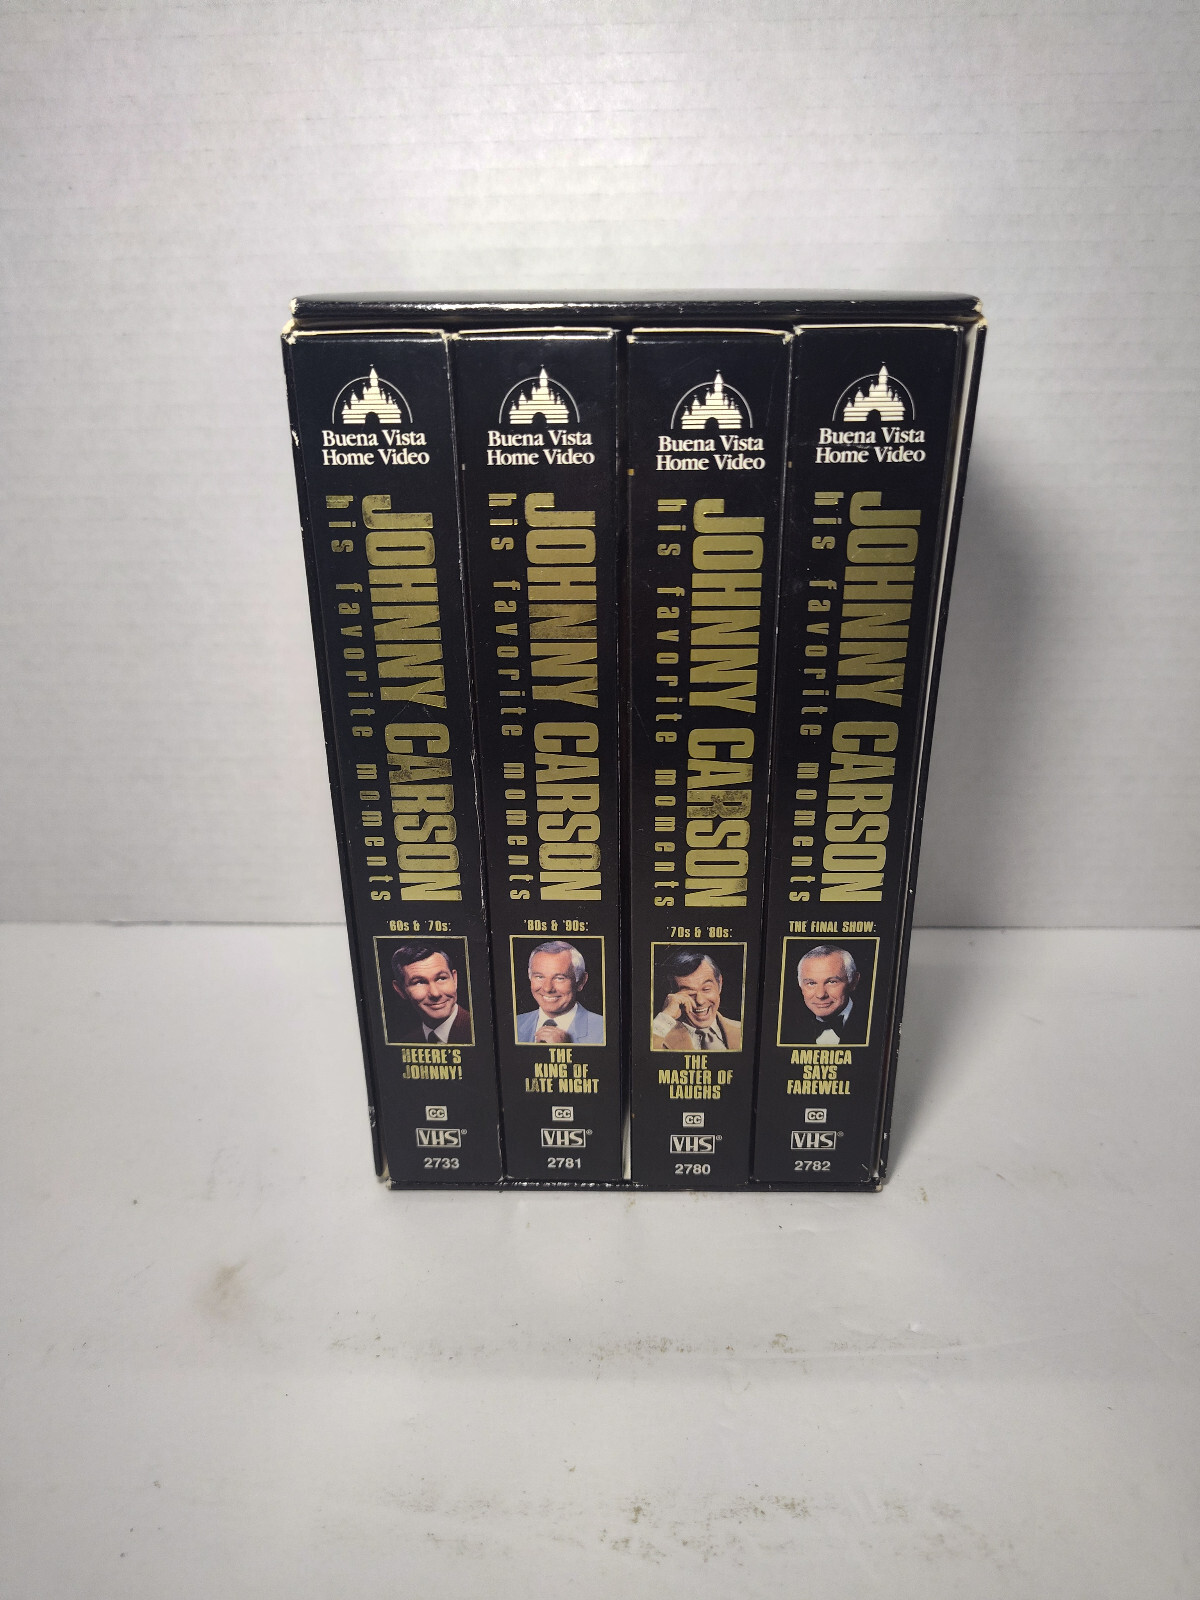 Buena Vista
Home Video
JOHNNY CARSON
his favorite moments
'60s & '70s:
HEEERE'S
JOHNNY!
CC
VHS®
2733
Buena Vista
Home Video
JOHNNY CARSON
his favorite moments
'80s & '90s:
THE
KING OF
LATE NIGHT
CC
VHS®
2781
Buena Vista
Home Video
JOHNNY CARSON
his favorite moments
'70s & '80s:
THE
MASTER OF
LAUGHS
CC
VHS®
2780
Buena Vista
Home Video
JOHNNY CARSON
his favorite moments
THE FINAL SHOW:
AMERICA
SAYS
FAREWELL
CC
VHS®
2782